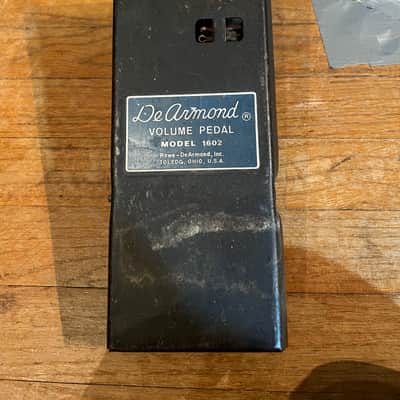 DeArmond ®
VOLUME PEDAL
MODEL 1602
Rowe-DeArmond, Inc.
TOLEDO, OHIO, U.S.A.